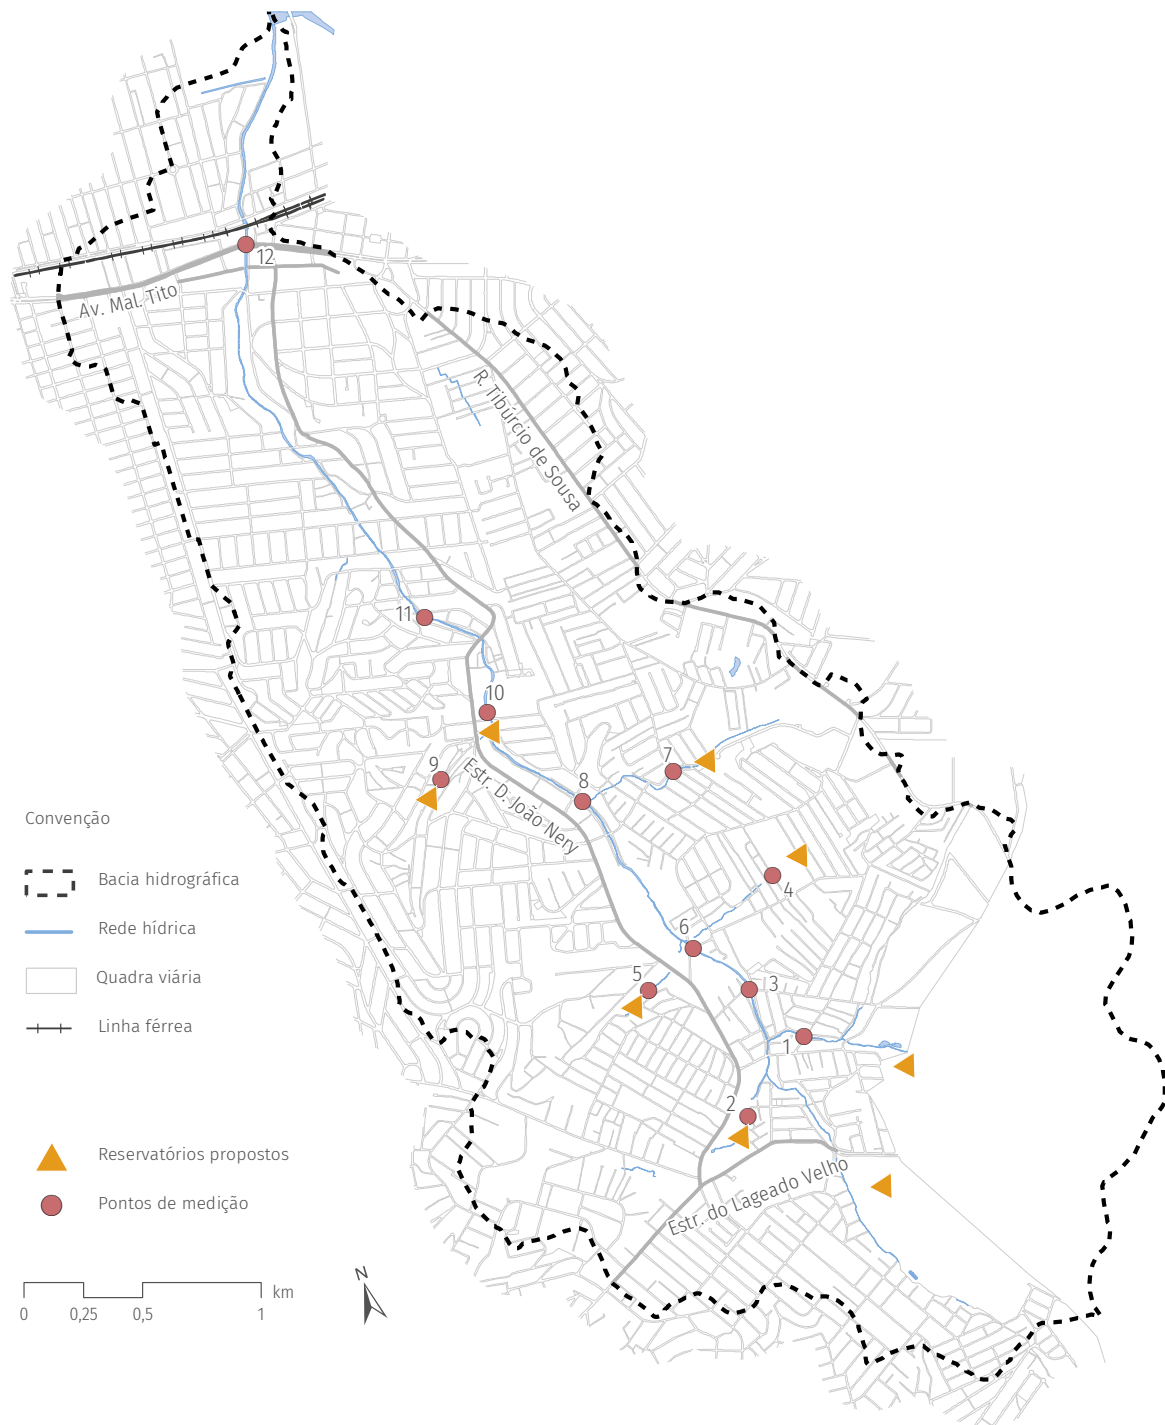 12
Av. Mal. Tito
R. Tibúrcio de Sousa
11
10
7
9
8
Estr. D. João Nery
4
6
5
3
1
2
Estr. do Lageado Velho
Convenção
Bacia hidrográfica
Rede hídrica
Quadra viária
Linha férrea
Reservatórios propostos
Pontos de medição
km
0 0,25 0,5 1
N